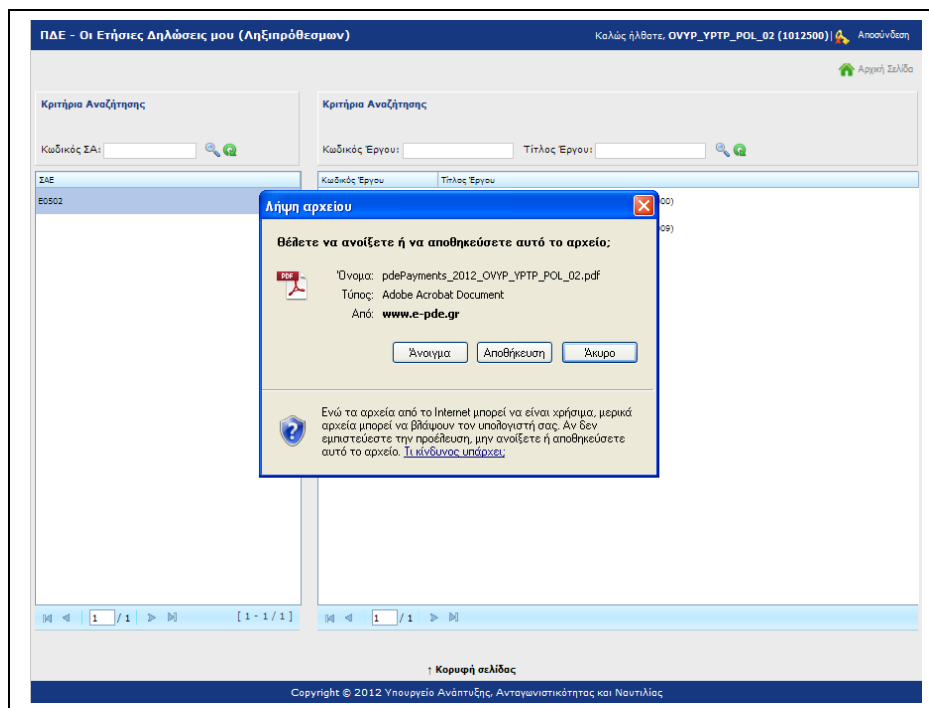 ΠΔΕ - Οι Ετήσιες Δηλώσεις μου (Ληξιπρόθεσμων)
Καλώς ήλθατε, OVYP_YPTP_POL_02 (1012500)| Αποσύνδεση
Αρχική Σελίδα
Κριτήρια Αναζήτησης
Κριτήρια Αναζήτησης
Κωδικός ΣΑ:
Κωδικός Έργου:
Τίτλος Έργου:
ΣΑΕ
Κωδικός Έργου
Τίτλος Έργου
E0502
00)
09)
Λήψη αρχείου
Θέλετε να ανοίξετε ή να αποθηκεύσετε αυτό το αρχείο;
PDF
Όνομα: pdePayments_2012_OVYP_YPTP_POL_02.pdf
Τύπος: Adobe Acrobat Document
Από: www.e-pde.gr
Άνοιγμα
Αποθήκευση
Άκυρο
Ενώ τα αρχεία από το Internet μπορεί να είναι χρήσιμα, μερικά
αρχεία μπορεί να βλάψουν τον υπολογιστή σας. Αν δεν
εμπιστεύεστε την προέλευση, μην ανοίξετε ή αποθηκεύσετε
αυτό το αρχείο. Τι κίνδυνος υπάρχει;
1 / 1
[ 1 - 1 / 1 ]
1 / 1
↑ Κορυφή σελίδας
Copyright © 2012 Υπουργείο Ανάπτυξης, Ανταγωνιστικότητας και Ναυτιλίας